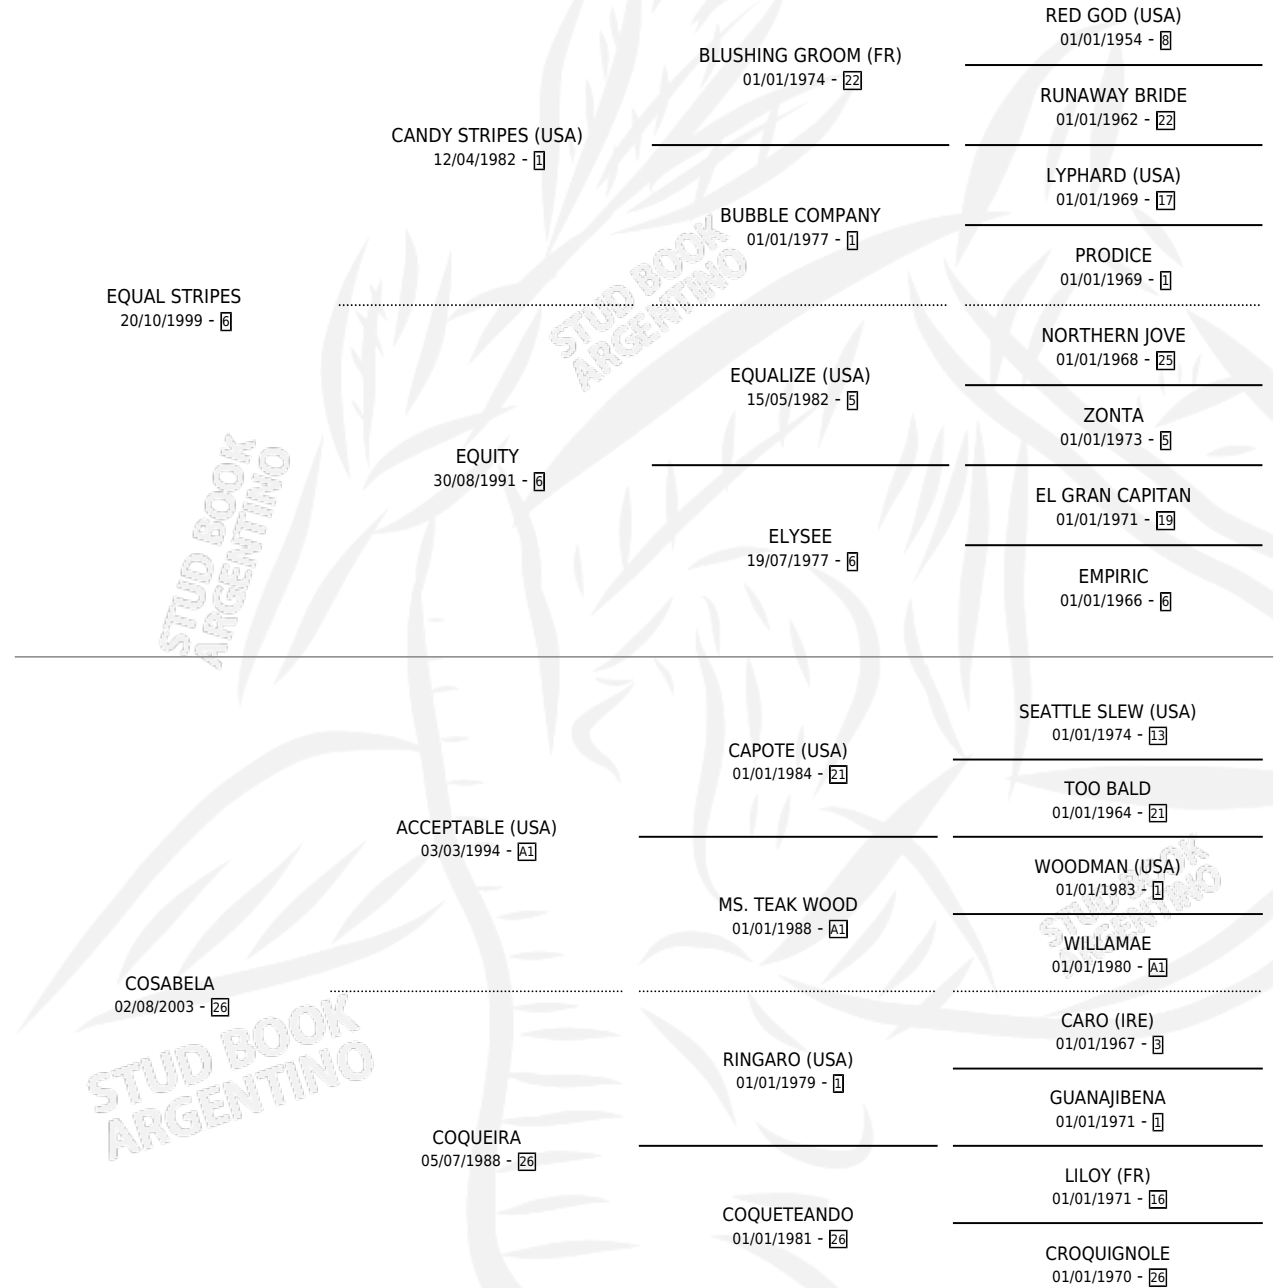 RED GOD (USA)
01/01/1954 - 8
BLUSHING GROOM (FR)
01/01/1974 - 22
RUNAWAY BRIDE
01/01/1962 - 22
CANDY STRIPES (USA)
12/04/1982 - 1
LYPHARD (USA)
01/01/1969 - 17
BUBBLE COMPANY
01/01/1977 - 1
PRODICE
01/01/1969 - 1
EQUAL STRIPES
20/10/1999 - 6
NORTHERN JOVE
01/01/1968 - 25
EQUALIZE (USA)
15/05/1982 - 5
ZONTA
01/01/1973 - 5
EQUITY
30/08/1991 - 6
EL GRAN CAPITAN
01/01/1971 - 19
ELYSEE
19/07/1977 - 6
EMPIRIC
01/01/1966 - 6
STUD BOOK
ARGENTINO
STUD BOOK
ARGENTINO
SEATTLE SLEW (USA)
01/01/1974 - 13
CAPOTE (USA)
01/01/1984 - 21
TOO BALD
01/01/1964 - 21
ACCEPTABLE (USA)
03/03/1994 - A1
WOODMAN (USA)
01/01/1983 - 1
MS. TEAK WOOD
01/01/1988 - A1
WILLAMAE
01/01/1980 - A1
COSABELA
02/08/2003 - 26
CARO (IRE)
01/01/1967 - 3
RINGARO (USA)
01/01/1979 - 1
GUANAJIBENA
01/01/1971 - 1
COQUEIRA
05/07/1988 - 26
LILOY (FR)
01/01/1971 - 16
COQUETEANDO
01/01/1981 - 26
CROQUIGNOLE
01/01/1970 - 26
STUD BOOK
ARGENTINO
STUD BOOK
ARGENTINO